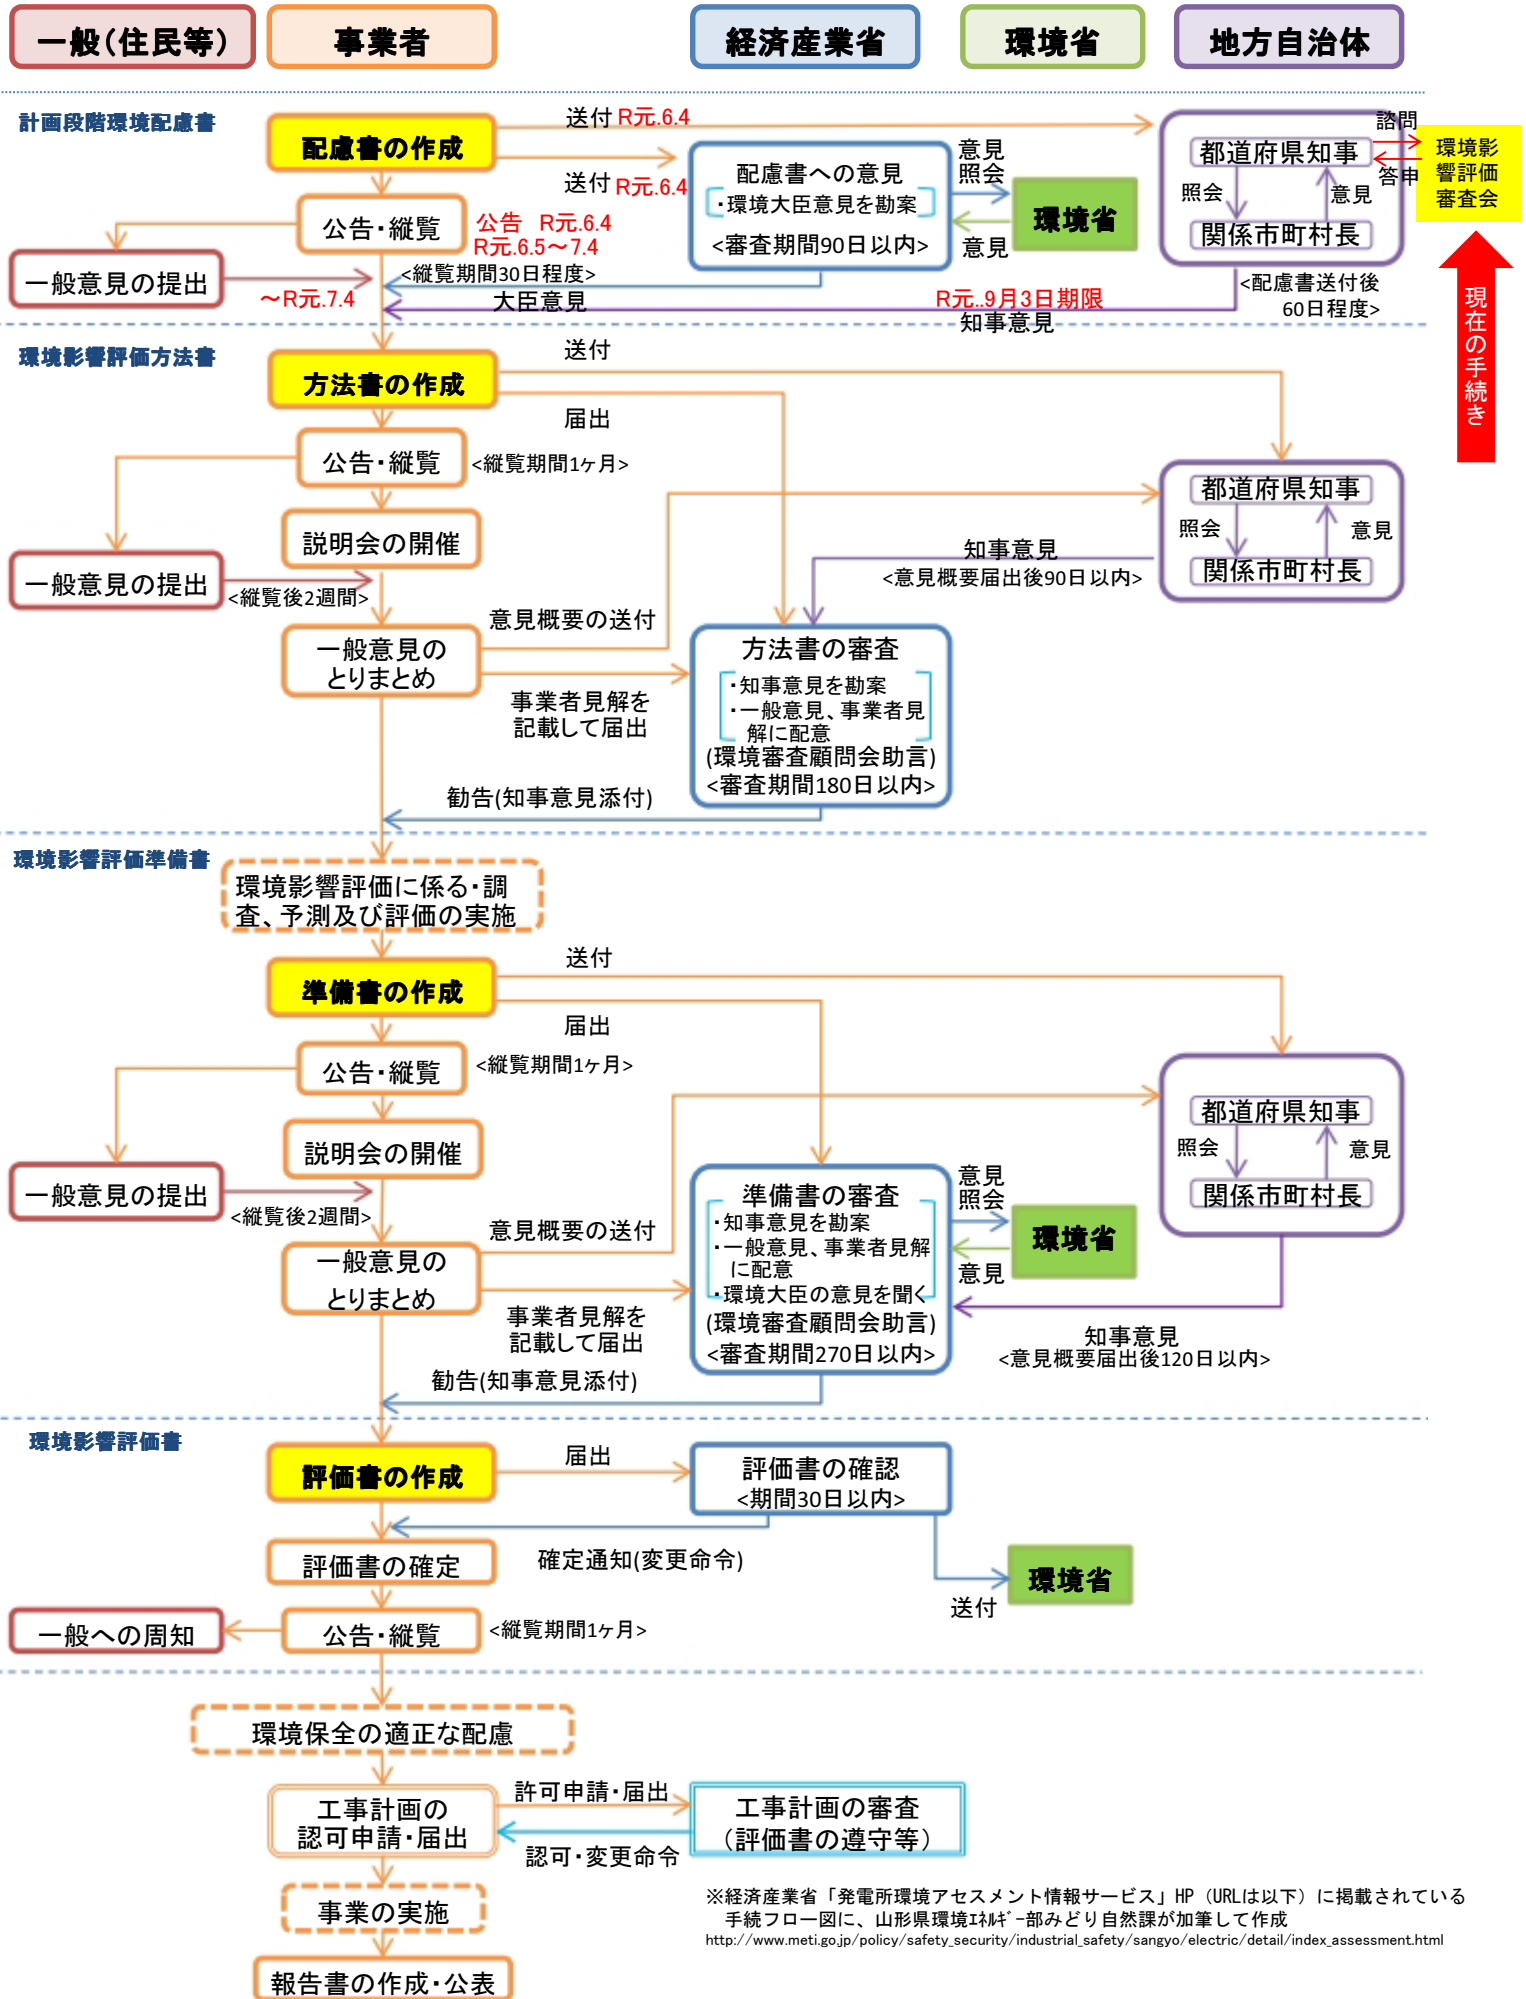 一般(住民等)
事業者
経済産業省
環境省
地方自治体
計画段階環境配慮書
配慮書の作成
送付 R元.6.4
送付 R元.6.4
公告・縦覧
公告 R元.6.4
R元.6.5～7.4
<縦覧期間30日程度>
一般意見の提出
～R元.7.4
配慮書への意見
・環境大臣意見を勘案
<審査期間90日以内>
意見
照会
意見
環境省
都道府県知事
照会
意見
関係市町村長
諮問
答申
環境影
響評価
審査会
現在の手続き
<配慮書送付後
60日程度>
大臣意見
R元..9月3日期限
知事意見
環境影響評価方法書
方法書の作成
送付
届出
公告・縦覧
<縦覧期間1ヶ月>
説明会の開催
一般意見の提出
<縦覧後2週間>
一般意見の
とりまとめ
意見概要の送付
事業者見解を
記載して届出
都道府県知事
照会
意見
関係市町村長
知事意見
<意見概要届出後90日以内>
方法書の審査
・知事意見を勘案
・一般意見、事業者見
解に配意
(環境審査顧問会助言)
<審査期間180日以内>
勧告(知事意見添付)
環境影響評価準備書
環境影響評価に係る・調
査、予測及び評価の実施
準備書の作成
送付
届出
公告・縦覧
<縦覧期間1ヶ月>
説明会の開催
一般意見の提出
<縦覧後2週間>
一般意見の
とりまとめ
意見概要の送付
事業者見解を
記載して届出
都道府県知事
照会
意見
関係市町村長
準備書の審査
・知事意見を勘案
・一般意見、事業者見解
に配意
・環境大臣の意見を聞く
(環境審査顧問会助言)
<審査期間270日以内>
意見
照会
意見
環境省
知事意見
<意見概要届出後120日以内>
勧告(知事意見添付)
環境影響評価書
評価書の作成
届出
評価書の確認
<期間30日以内>
確定通知(変更命令)
評価書の確定
環境省
送付
一般への周知
公告・縦覧
<縦覧期間1ヶ月>
環境保全の適正な配慮
工事計画の
認可申請・届出
許可申請・届出
認可・変更命令
工事計画の審査
（評価書の遵守等）
事業の実施
報告書の作成・公表
※経済産業省「発電所環境アセスメント情報サービス」HP（URLは以下）に掲載されている
手続フロー図に、山形県環境ｴﾈﾙｷﾞｰ部みどり自然課が加筆して作成
http://www.meti.go.jp/policy/safety_security/industrial_safety/sangyo/electric/detail/index_assessment.html